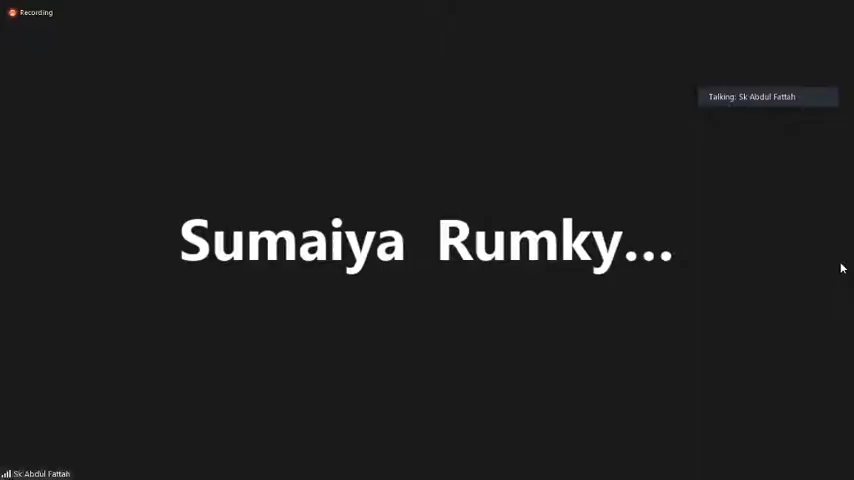 Recording
Talking: Sk Abdul Fattah
Sumaiya Rumky...
Sk Abdul Fattah